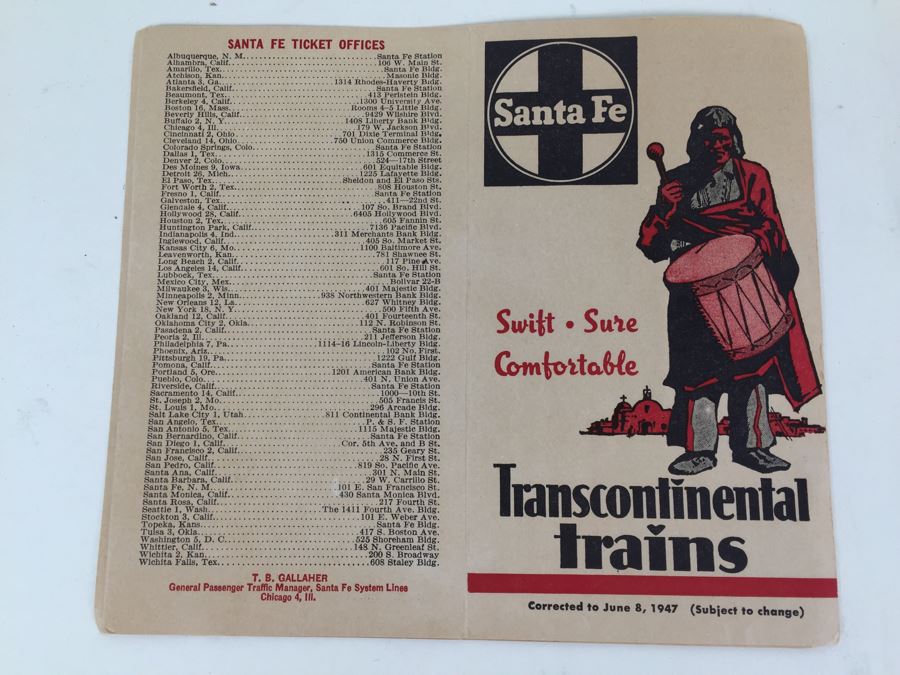 SANTA FE TICKET OFFICES
Albuquerque, N. M. Santa Fe Station
Alhambra, Calif. 106 W. Main St.
Amarillo, Tex. Santa Fe Bldg.
Atchison, Kan. Masonic Bldg.
Atlanta 3, Ga. 1314 Rhodes-Haverty Bldg.
Bakersfield, Calif. Santa Fe Station
Beaumont, Tex. 413 Perlstein Bldg.
Berkeley 4, Calif. 1300 University Ave.
Boston 16, Mass. Rooms 4-5 Little Bldg.
Beverly Hills, Calif. 9429 Wilshire Blvd.
Buffalo 2, N. Y. 1408 Liberty Bank Bldg.
Chicago 4, Ill. 179 W. Jackson Blvd.
Cincinnati 2, Ohio 701 Dixie Terminal Bldg.
Cleveland 14, Ohio 750 Union Commerce Bldg.
Colorado Springs, Colo. Santa Fe Station
Dallas 1, Tex. 1315 Commerce St.
Denver 2, Colo. 524—17th Street
Des Moines 9, Iowa 601 Equitable Bldg.
Detroit 26, Mich. 1225 Lafayette Bldg.
El Paso, Tex. Sheldon and El Paso Sts.
Fort Worth 2, Tex. 808 Houston St.
Fresno 1, Calif. Santa Fe Station
Galveston, Tex. 411—22nd St.
Glendale 4, Calif. 107 So. Brand Blvd.
Hollywood 28, Calif. 6405 Hollywood Blvd.
Houston 2, Tex. 605 Fannin St.
Huntington Park, Calif. 7136 Pacific Blvd.
Indianapolis 4, Ind. 311 Merchants Bank Bldg.
Inglewood, Calif. 405 So. Market St.
Kansas City 6, Mo. 1100 Baltimore Ave.
Leavenworth, Kan. 781 Shawnee St.
Long Beach 2, Calif. 117 Pine Ave.
Los Angeles 14, Calif. 601 So. Hill St.
Lubbock, Tex. Santa Fe Station
Mexico City, Mex. Bolivar 22-B
Milwaukee 3, Wis. 401 Majestic Bldg.
Minneapolis 2, Minn. 938 Northwestern Bank Bldg.
New Orleans 12, La. 627 Whitney Bldg.
New York 18, N. Y. 500 Fifth Ave.
Oakland 12, Calif. 401 Fourteenth St.
Oklahoma City 2, Okla. 112 N. Robinson St.
Pasadena 2, Calif. Santa Fe Station
Peoria 2, Ill. 211 Jefferson Bldg.
Philadelphia 7, Pa. 1114-16 Lincoln-Liberty Bldg.
Phoenix, Ariz. 102 No. First.
Pittsburgh 19, Pa. 1222 Gulf Bldg.
Pomona, Calif. Santa Fe Station
Portland 5, Ore. 1201 American Bank Bldg.
Pueblo, Colo. 401 N. Union Ave.
Riverside, Calif. Santa Fe Station
Sacramento 14, Calif. 1000—10th St.
St. Joseph 2, Mo. 505 Francis St.
St. Louis 1, Mo. 296 Arcade Bldg.
Salt Lake City 1, Utah 811 Continental Bank Bldg.
San Angelo, Tex. P. & S. F. Station
San Antonio 5, Tex. 1115 Majestic Bldg.
San Bernardino, Calif. Santa Fe Station
San Diego 1, Calif. Cor. 5th Ave. and B St.
San Francisco 2, Calif. 235 Geary St.
San Jose, Calif. 28 N. First St.
San Pedro, Calif. 819 So. Pacific Ave.
Santa Ana, Calif. 301 N. Main St.
Santa Barbara, Calif. 29 W. Carrillo St.
Santa Fe, N. M. 101 E. San Francisco St.
Santa Monica, Calif. 430 Santa Monica Blvd.
Santa Rosa, Calif. 217 Fourth St.
Seattle 1, Wash. The 1411 Fourth Ave. Bldg.
Stockton 3, Calif. 101 E. Weber Ave.
Topeka, Kans. Santa Fe Bldg.
Tulsa 3, Okla. 417 S. Boston Ave.
Washington 5, D. C. 525 Shoreham Bldg.
Whittier, Calif. 148 N. Greenleaf St.
Wichita 2, Kan. 200 S. Broadway
Wichita Falls, Tex. 608 Staley Bldg.
T. B. GALLAHER
General Passenger Traffic Manager, Santa Fe System Lines
Chicago 4, Ill.
Santa Fe
Swift • Sure
Comfortable
Transcontinental
trains
Corrected to June 8, 1947 (Subject to change)